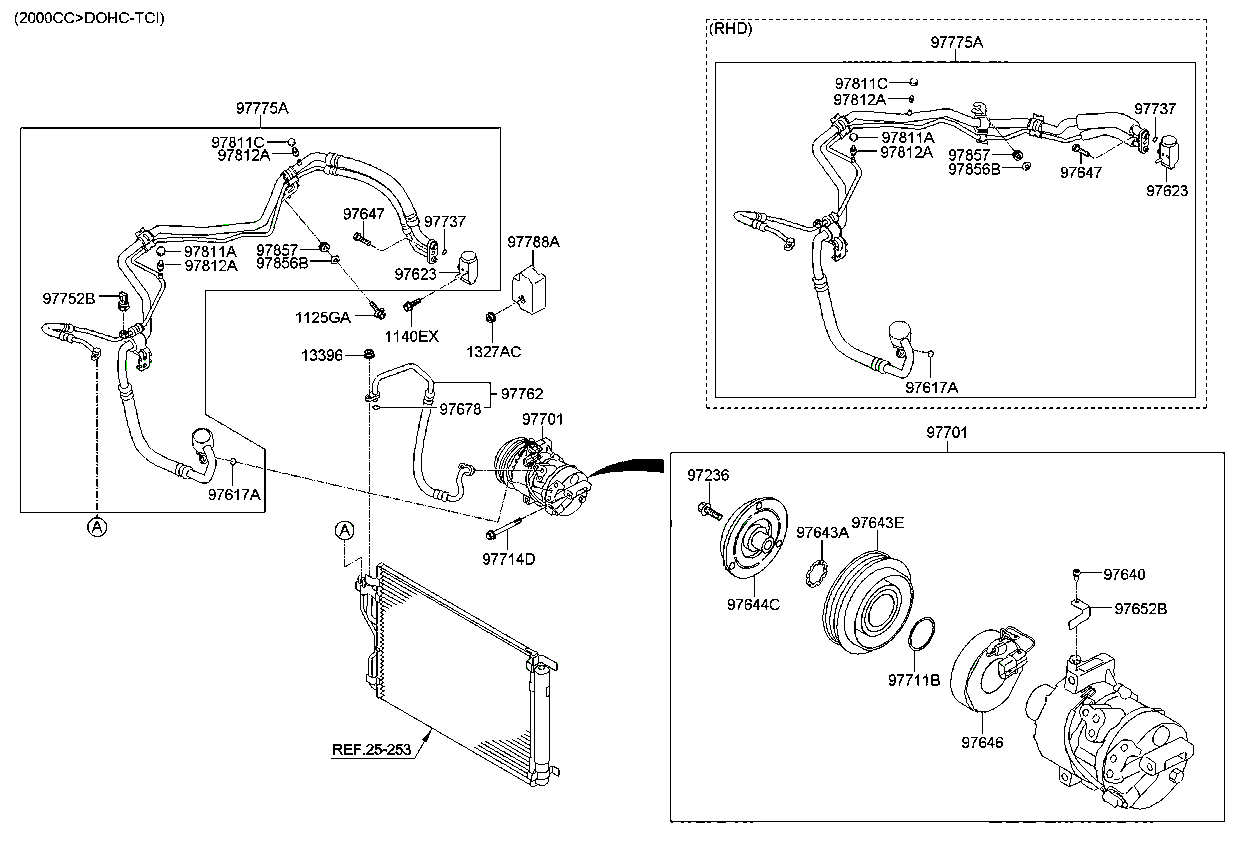 (2000CC>DOHC-TCI)
(RHD)
97775A
97811C
97812A
97737
97811A
97812A
97857
97856B
97647
97623
97617A
97775A
97811C
97812A
97647
97737
97788A
97811A
97812A
97857
97856B
97623
97752B
1125GA
1140EX
1327AC
13396
97762
97678
97701
97617A
A
A
97714D
REF.25-253
97701
97236
97643A
97643E
97644C
97640
97652B
97711B
97646